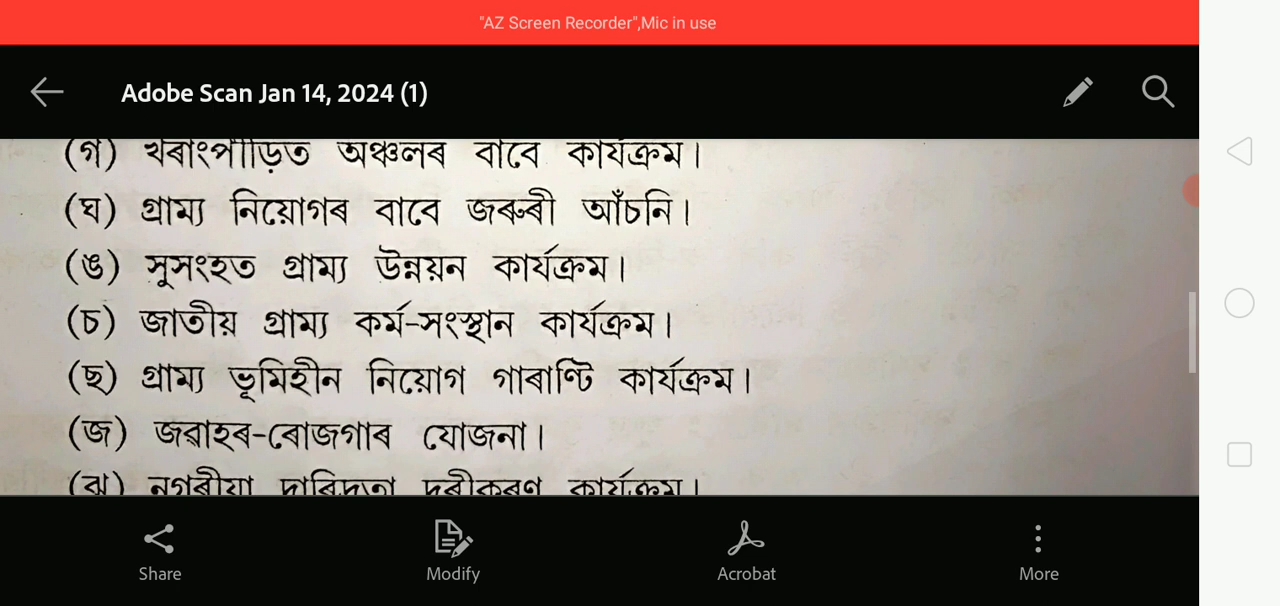 "AZ Screen Recorder",Mic in use
Adobe Scan Jan 14, 2024 (1)
(গ) খৰাংপীড়িত অঞ্চলৰ বাবে কাৰ্যক্ৰম।
(ঘ) গ্ৰাম্য নিয়োগৰ বাবে জৰুৰী আঁচনি।
(ঙ) সুসংহত গ্ৰাম্য উন্নয়ন কাৰ্যক্ৰম।
(চ) জাতীয় গ্ৰাম্য কৰ্ম-সংস্থান কাৰ্যক্ৰম।
(ছ) গ্ৰাম্য ভূমিহীন নিয়োগ গাৰাণ্টি কাৰ্যক্ৰম।
(জ) জৱাহৰ-ৰোজগাৰ যোজনা।
(ঝ) নগৰীয়া দাৰিদ্ৰতা দূৰীকৰণ কাৰ্যক্ৰম।
Share Modify Acrobat More